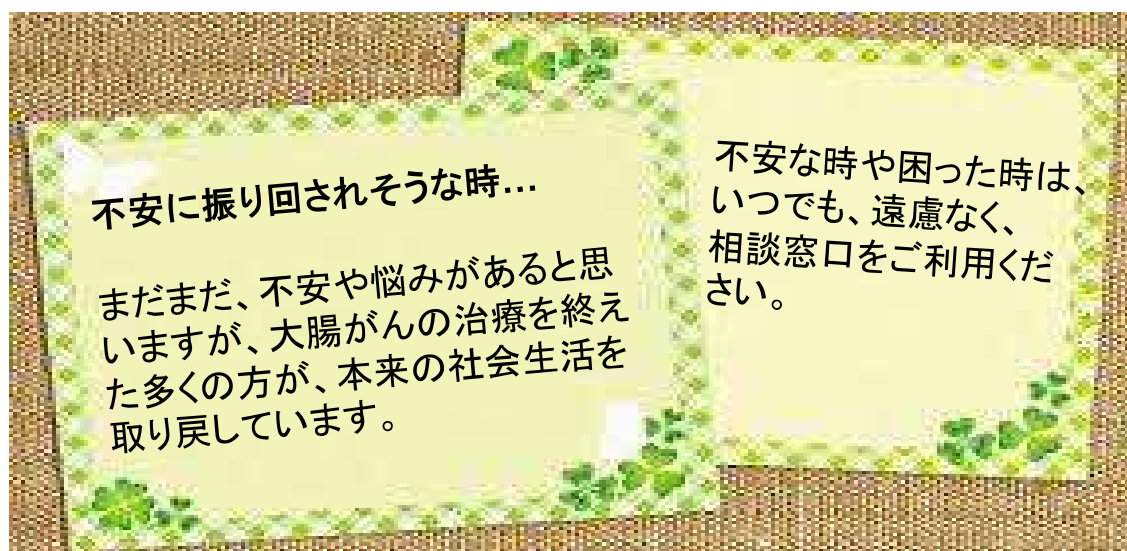 不安に振り回されそうな時…
まだまだ、不安や悩みがあると思
いますが、大腸がんの治療を終え
た多くの方が、本来の社会生活を
取り戻しています。
不安な時や困った時は、
いつでも、遠慮なく、
相談窓口をご利用くだ
さい。